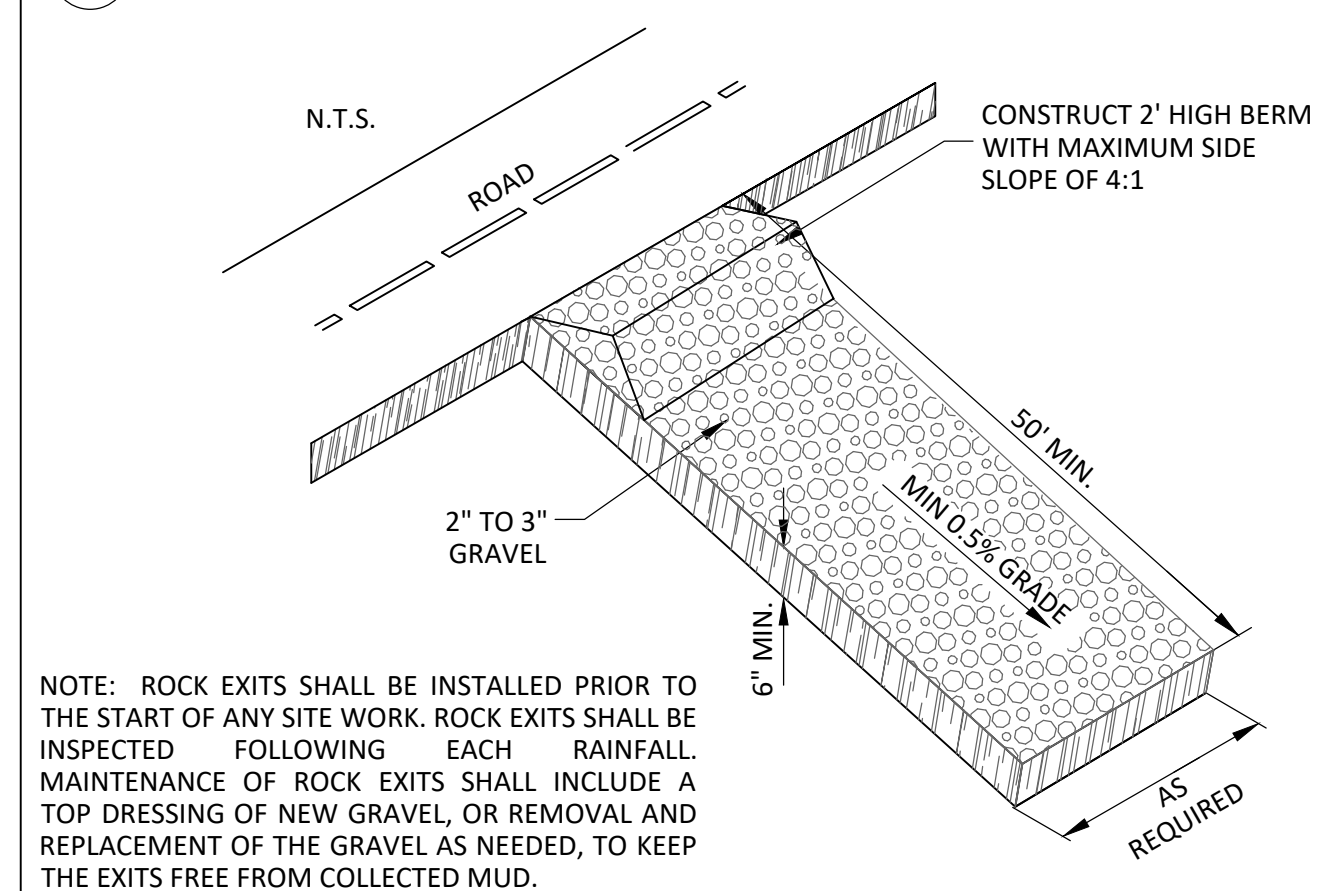 N.T.S.
ROAD
CONSTRUCT 2' HIGH BERM
WITH MAXIMUM SIDE
SLOPE OF 4:1
50' MIN.
MIN 0.5% GRADE
2" TO 3"
GRAVEL
6" MIN.
AS
REQUIRED
NOTE: ROCK EXITS SHALL BE INSTALLED PRIOR TO
THE START OF ANY SITE WORK. ROCK EXITS SHALL BE
INSPECTED FOLLOWING EACH RAINFALL.
MAINTENANCE OF ROCK EXITS SHALL INCLUDE A
TOP DRESSING OF NEW GRAVEL, OR REMOVAL AND
REPLACEMENT OF THE GRAVEL AS NEEDED, TO KEEP
THE EXITS FREE FROM COLLECTED MUD.